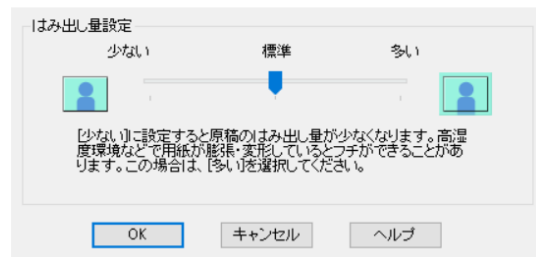 はみ出し量設定
少ない 標準 多い
[少ない]に設定すると原稿のはみ出し量が少なくなります。高湿
度環境などで用紙が膨張・変形しているとフチができることがあ
ります。この場合は、[多い]を選択してください。
OK キャンセル ヘルプ